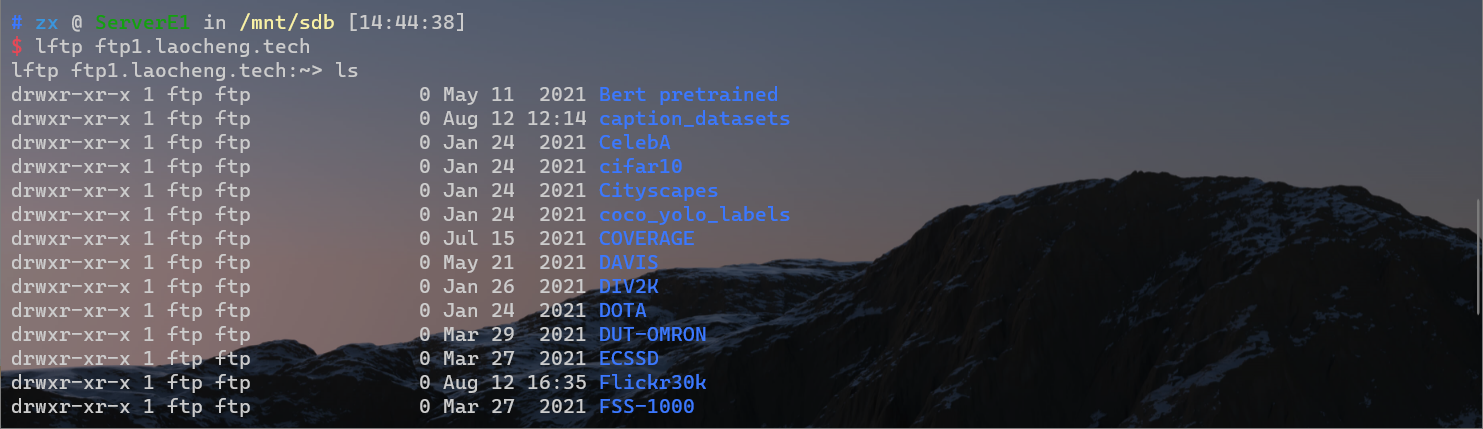 # zx @ ServerEI in /mnt/sdb [14:44:38]
$ lftp ftp1.laocheng.tech
lftp ftp1.laocheng.tech:~> ls
drwxr-xr-x 1 ftp ftp              0 May 11  2021 Bert pretrained
drwxr-xr-x 1 ftp ftp              0 Aug 12 12:14 caption_datasets
drwxr-xr-x 1 ftp ftp              0 Jan 24  2021 CelebA
drwxr-xr-x 1 ftp ftp              0 Jan 24  2021 cifar10
drwxr-xr-x 1 ftp ftp              0 Jan 24  2021 Cityscapes
drwxr-xr-x 1 ftp ftp              0 Jan 24  2021 coco_yolo_labels
drwxr-xr-x 1 ftp ftp              0 Jul 15  2021 COVERAGE
drwxr-xr-x 1 ftp ftp              0 May 21  2021 DAVIS
drwxr-xr-x 1 ftp ftp              0 Jan 26  2021 DIV2K
drwxr-xr-x 1 ftp ftp              0 Jan 24  2021 DOTA
drwxr-xr-x 1 ftp ftp              0 Mar 29  2021 DUT-OMRON
drwxr-xr-x 1 ftp ftp              0 Mar 27  2021 ECSSD
drwxr-xr-x 1 ftp ftp              0 Aug 12 16:35 Flickr30k
drwxr-xr-x 1 ftp ftp              0 Mar 27  2021 FSS-1000